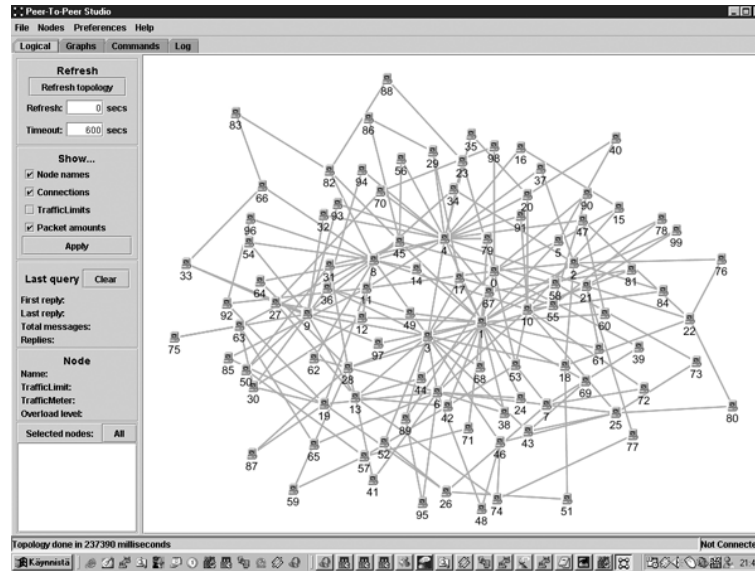 Peer-To-Peer Studio
File Nodes Preferences Help
Logical Graphs Commands Log
Refresh
Refresh topology
Refresh: 0 secs
Timeout: 600 secs
Show...
Node names
Connections
TrafficLimits
Packet amounts
Apply
Last query Clear
First reply:
Last reply:
Total messages:
Replies:
Node
Name:
TrafficLimit:
TrafficMeter:
Overload level:
Selected nodes: All
88
83 86 35 98 16 40
82 94 56 29 23 37
66 70 34 20 90
96 32 93 91 47 15 78
54 45 4 79 5 99
33 31 8 14 17 0 2 81 76
64 36 11 67 58 21 84
92 27 9 12 49 1 10 55 60 22
75 63 97 3 61 39
85 62 28 68 53 18 73
50 44 69 72
30 19 13 6 42 24 7 25 80
89 38 43 77
87 65 52 71 46
57
59 41 95 26 48 74 51
Topology done in 237390 milliseconds
Not Connecte
Käynnistä